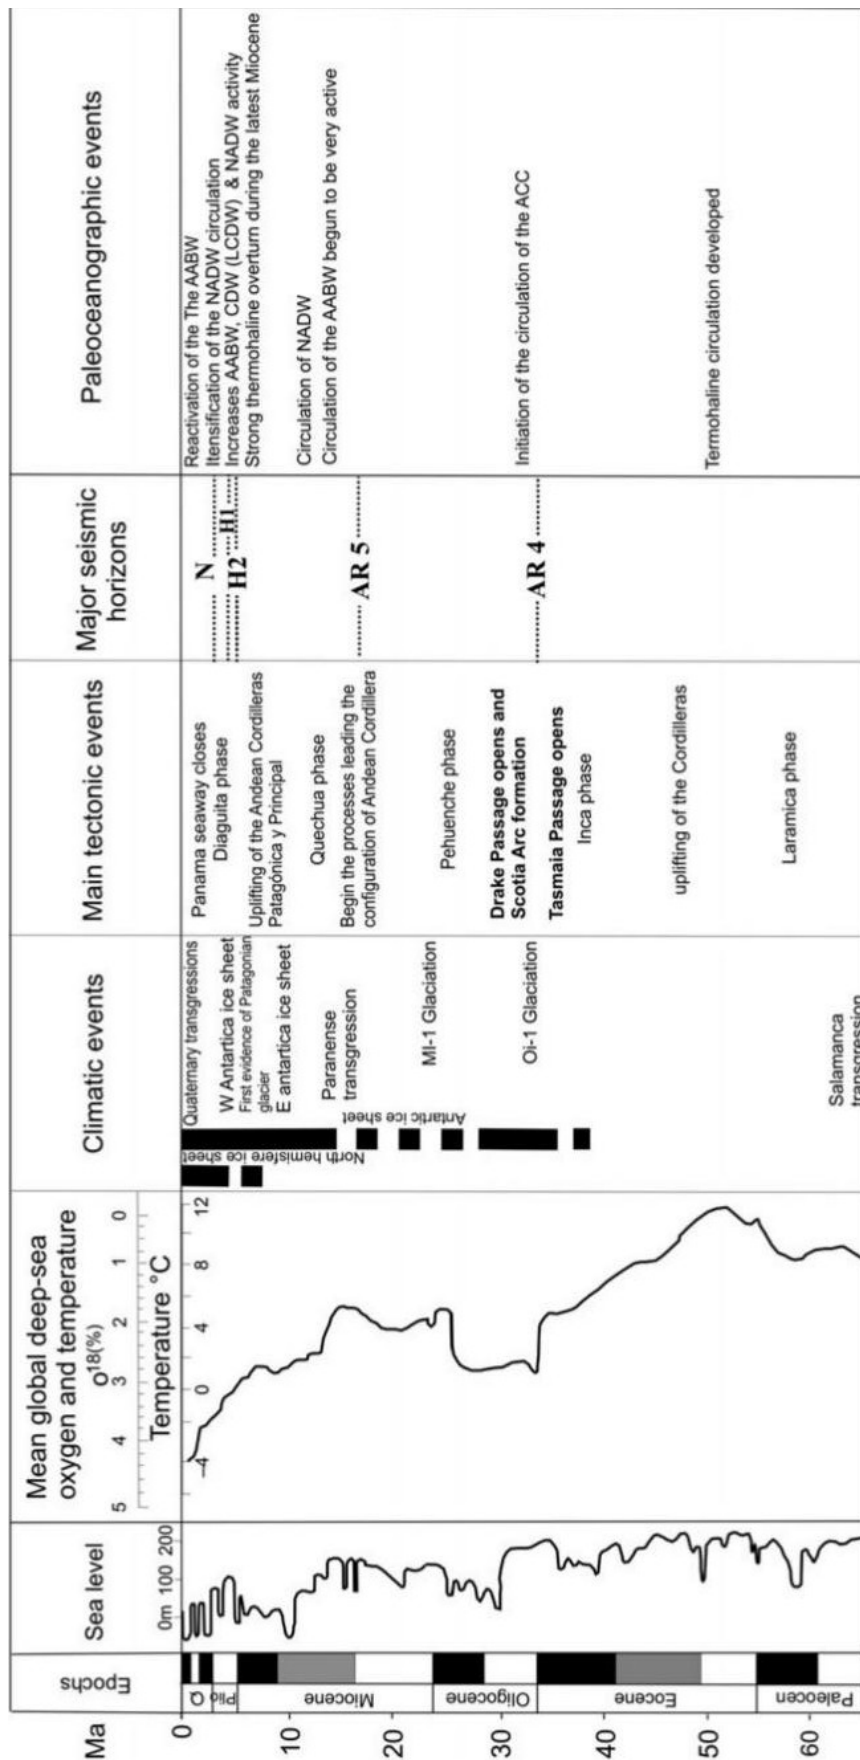 Ma
0
10
20
30
40
50
60
Epochs
Q
Plio
Miocene
Oligocene
Eocene
Paleocen
Sea level
0m 100 200
Mean global deep-sea
oxygen and temperature
O18(%)
5 4 3 2 1 0
Temperature °C
-4 0 4 8 12
Climatic events
North hemisfere ice sheet
Antartic ice sheet
Quaternary transgressions
W Antartica ice sheet
First evidence of Patagonian
glacier
E antartica ice sheet
Paranense
transgression
MI-1 Glaciation
Oi-1 Glaciation
Salamanca
transgression
Main tectonic events
Panama seaway closes
Diaguita phase
Uplifting of the Andean Cordilleras
Patagónica y Principal
Quechua phase
Begin the processes leading the
configuration of Andean Cordillera
Pehuenche phase
Drake Passage opens and
Scotia Arc formation
Tasmaia Passage opens
Inca phase
uplifting of the Cordilleras
Laramica phase
Major seismic
horizons
N
H1
H2
AR 5
AR 4
Paleoceanographic events
Reactivation of the The AABW
Itensification of the NADW circulation
Increases AABW, CDW (LCDW) & NADW activity
Strong thermohaline overturn during the latest Miocene
Circulation of NADW
Circulation of the AABW begun to be very active
Initiation of the circulation of the ACC
Termohaline circulation developed